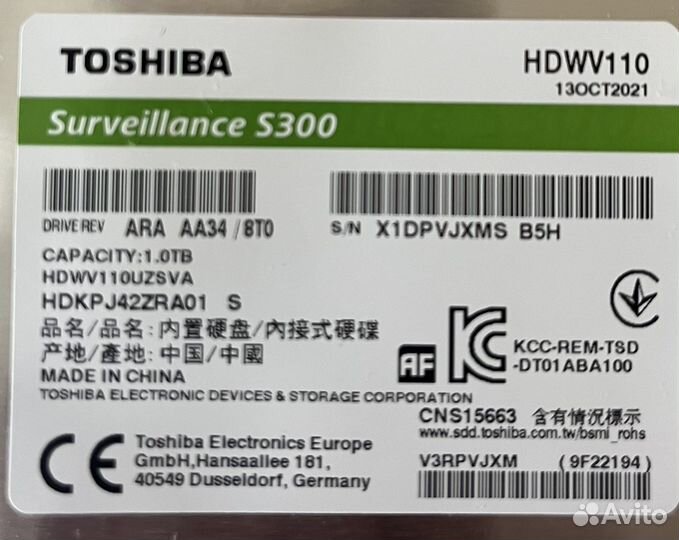 TOSHIBA HDWV110
13OCT2021
Surveillance S300
DRIVE REV ARA AA34 / 8T0 S/N X1DPVJXMS B5H
CAPACITY:1.0TB
HDWV110UZSVA
HDKPJ42ZRA01 S
品名/品名: 内置硬盘/內接式硬碟
产地/產地: 中国/中國
MADE IN CHINA
AF
KCC-REM-TSD
-DT01ABA100
TOSHIBA ELECTRONIC DEVICES & STORAGE CORPORATION
CNS15663 含有情況標示
www.sdd.toshiba.com.tw/bsmi_rohs
CE
Toshiba Electronics Europe
GmbH,Hansaallee 181,
40549 Dusseldorf, Germany
V3RPVJXM (9F22194)
Avito